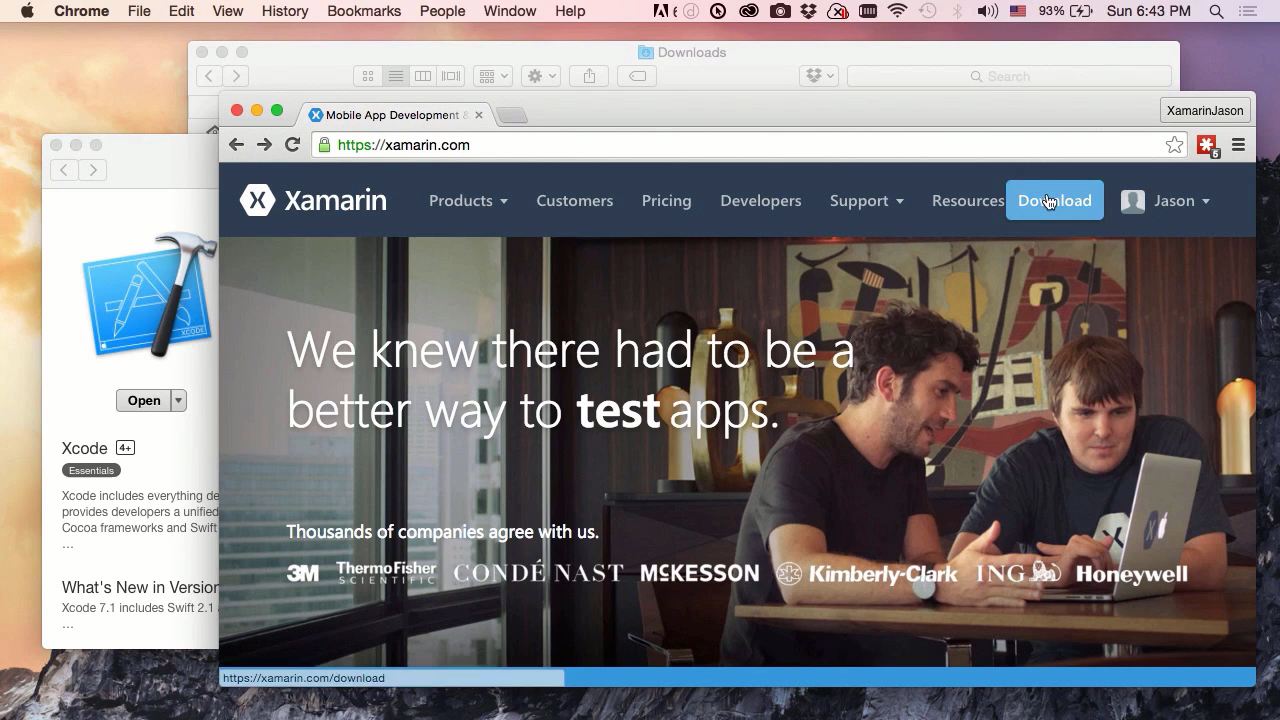 Chrome File Edit View History Bookmarks People Window Help 93% Sun 6:43 PM
Downloads
Search
Mobile App Development &
XamarinJason
https://xamarin.com
6
Xamarin Products Customers Pricing Developers Support Resources Download Jason
We knew there had to be a
better way to test apps.
Thousands of companies agree with us.
3M ThermoFisher SCIENTIFIC CONDÉ NAST MCKESSON Kimberly-Clark ING Honeywell
https://xamarin.com/download
XCODE
Open
Xcode 4+
Essentials
Xcode includes everything de
provides developers a unified
Cocoa frameworks and Swift
...
What's New in Version
Xcode 7.1 includes Swift 2.1
...